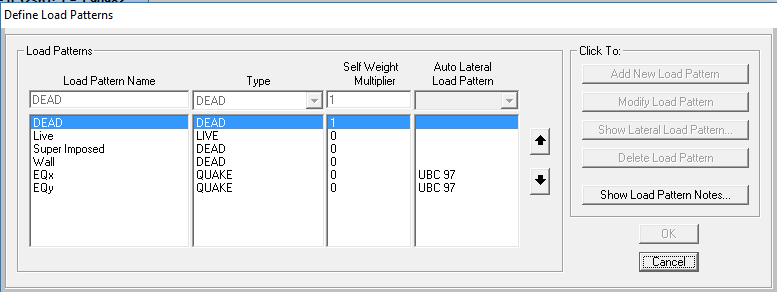 Define Load Patterns
Load Patterns
Click To:
Load Pattern Name
Type
Self Weight
Multiplier
Auto Lateral
Load Pattern
DEAD DEAD 1
DEAD DEAD 1
Live LIVE 0
Super Imposed DEAD 0
Wall DEAD 0
EQx QUAKE 0 UBC 97
EQy QUAKE 0 UBC 97
Add New Load Pattern
Modify Load Pattern
Show Lateral Load Pattern...
Delete Load Pattern
Show Load Pattern Notes...
OK
Cancel